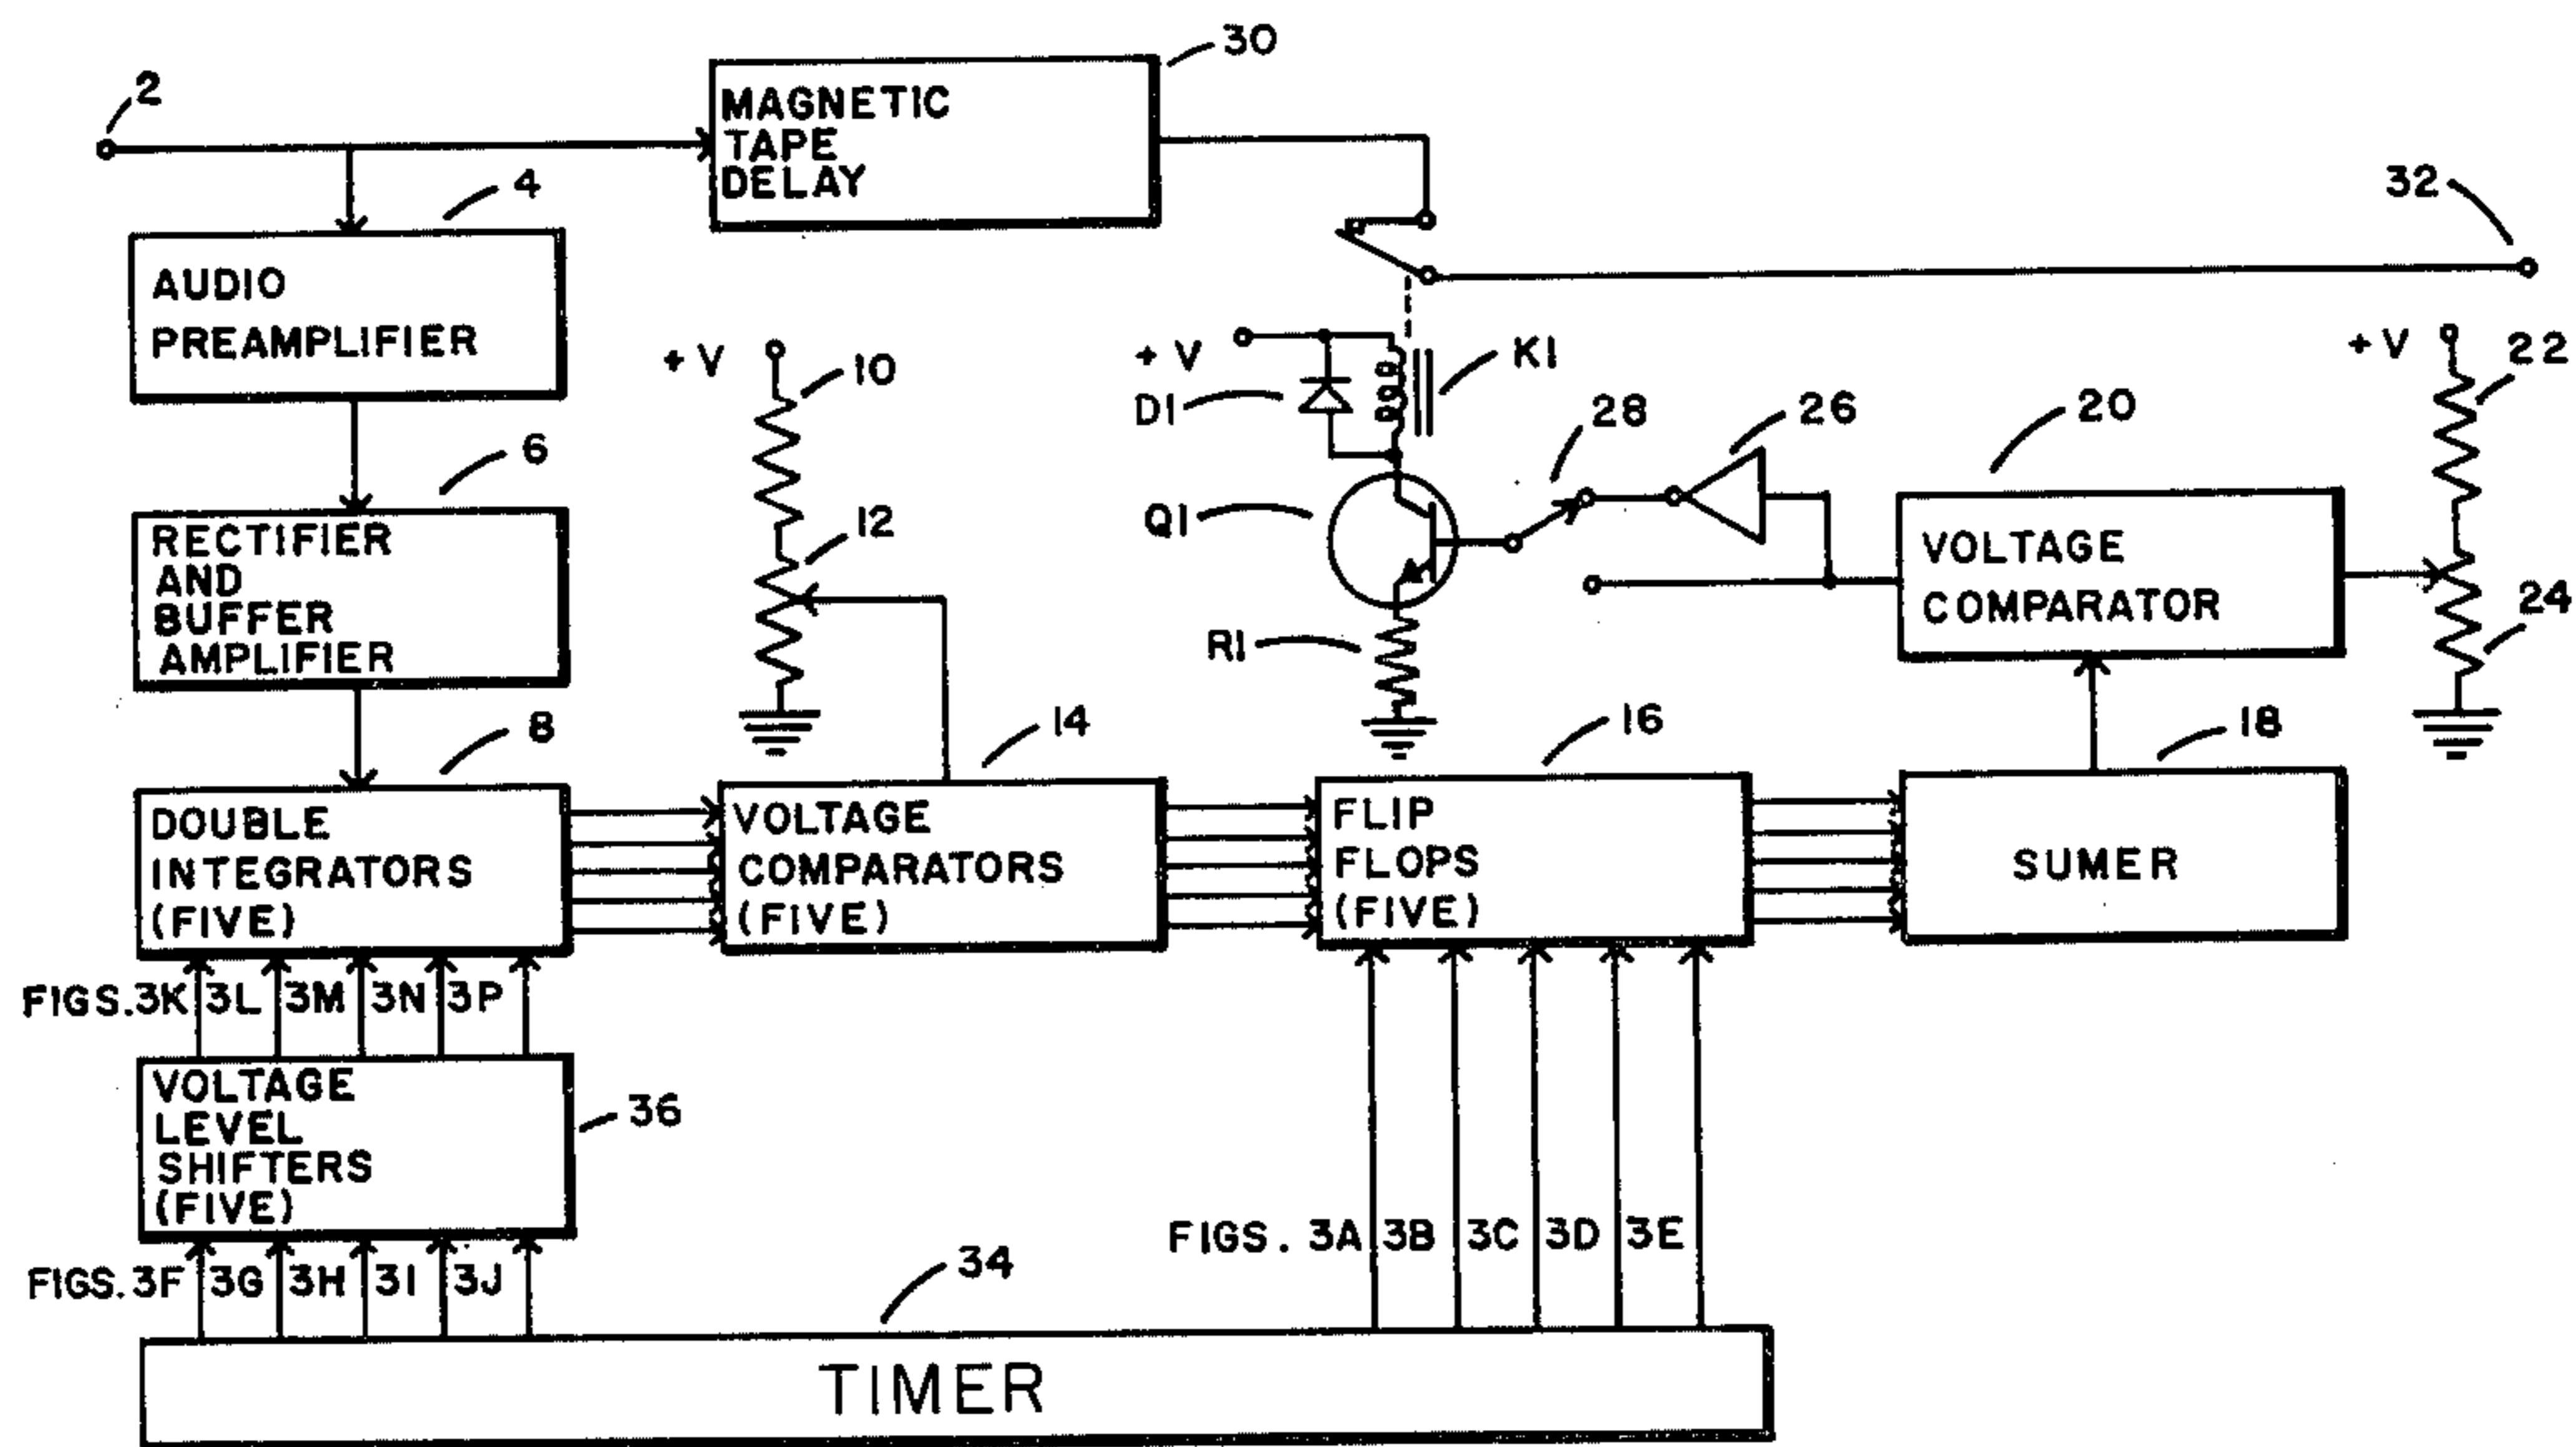 2
30
MAGNETIC
TAPE
DELAY
4
32
AUDIO
PREAMPLIFIER
+ V
10
+ V
K1
D1
+ V
22
28
26
20
6
12
Q1
RECTIFIER
AND
BUFFER
AMPLIFIER
VOLTAGE
COMPARATOR
24
R1
8
14
16
18
DOUBLE
INTEGRATORS
(FIVE)
VOLTAGE
COMPARATORS
(FIVE)
FLIP
FLOPS
(FIVE)
SUMER
FIGS.3K 3L 3M 3N 3P
VOLTAGE
LEVEL
SHIFTERS
(FIVE)
36
FIGS. 3A 3B 3C 3D 3E
FIGS.3F 3G 3H 3I 3J
34
TIMER